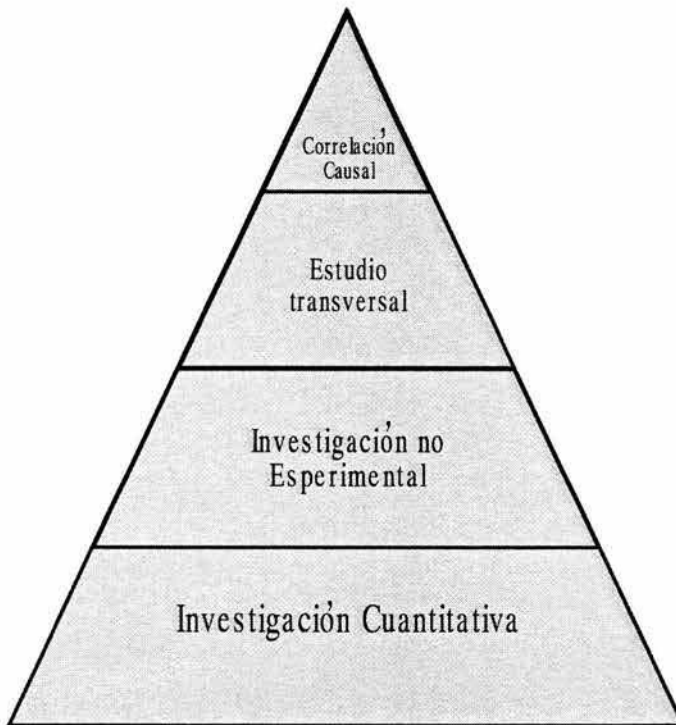 Correlación
Causal
Estudio
transversal
Investigación no
Esperimental
Investigación Cuantitativa